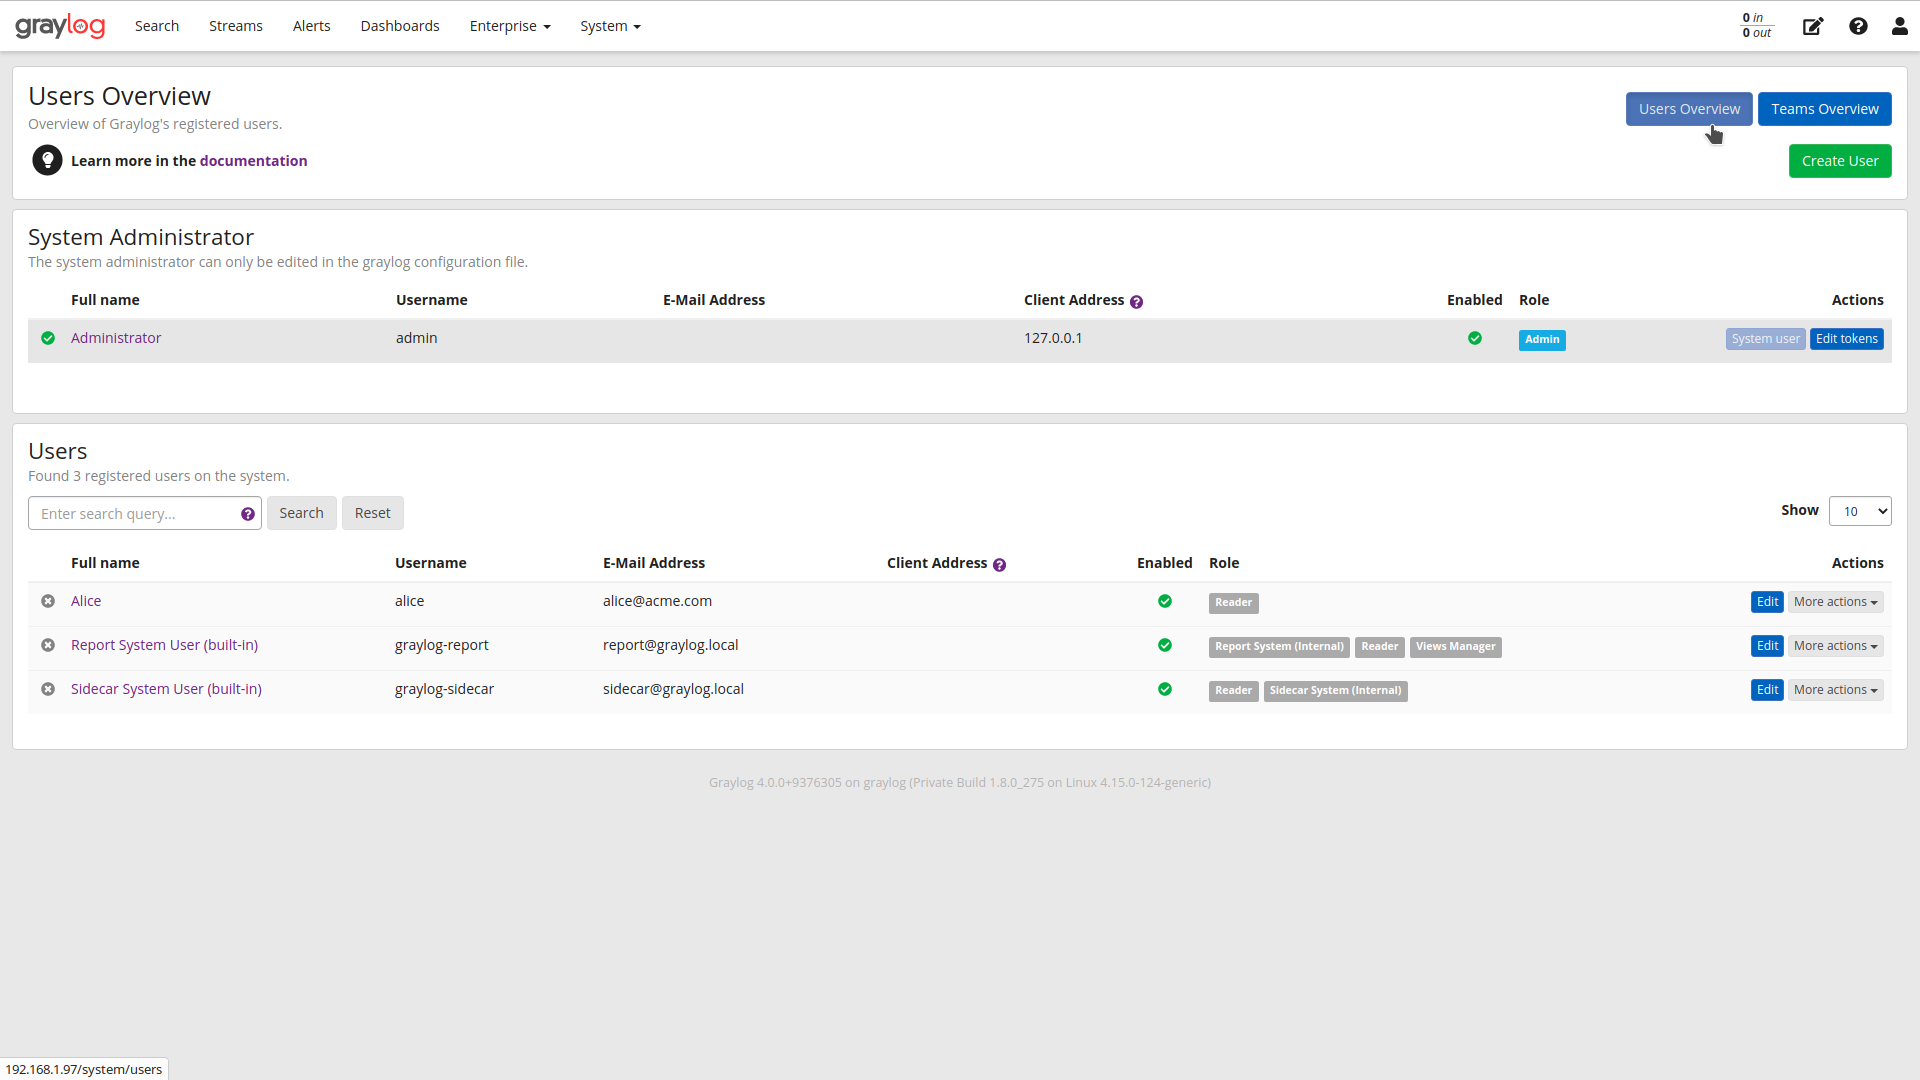 graylog Search Streams Alerts Dashboards Enterprise System 0 in
0 out
Users Overview
Overview of Graylog's registered users.
Learn more in the documentation
Users Overview Teams Overview
Create User
System Administrator
The system administrator can only be edited in the graylog configuration file.
Full name Username E-Mail Address Client Address ? Enabled Role Actions
Administrator admin 127.0.0.1 Admin System user Edit tokens
Users
Found 3 registered users on the system.
Enter search query... ? Search Reset Show 10
Full name Username E-Mail Address Client Address ? Enabled Role Actions
Alice alice alice@acme.com Reader Edit More actions
Report System User (built-in) graylog-report report@graylog.local Report System (Internal) Reader Views Manager Edit More actions
Sidecar System User (built-in) graylog-sidecar sidecar@graylog.local Reader Sidecar System (Internal) Edit More actions
Graylog 4.0.0+9376305 on graylog (Private Build 1.8.0_275 on Linux 4.15.0-124-generic)
192.168.1.97/system/users